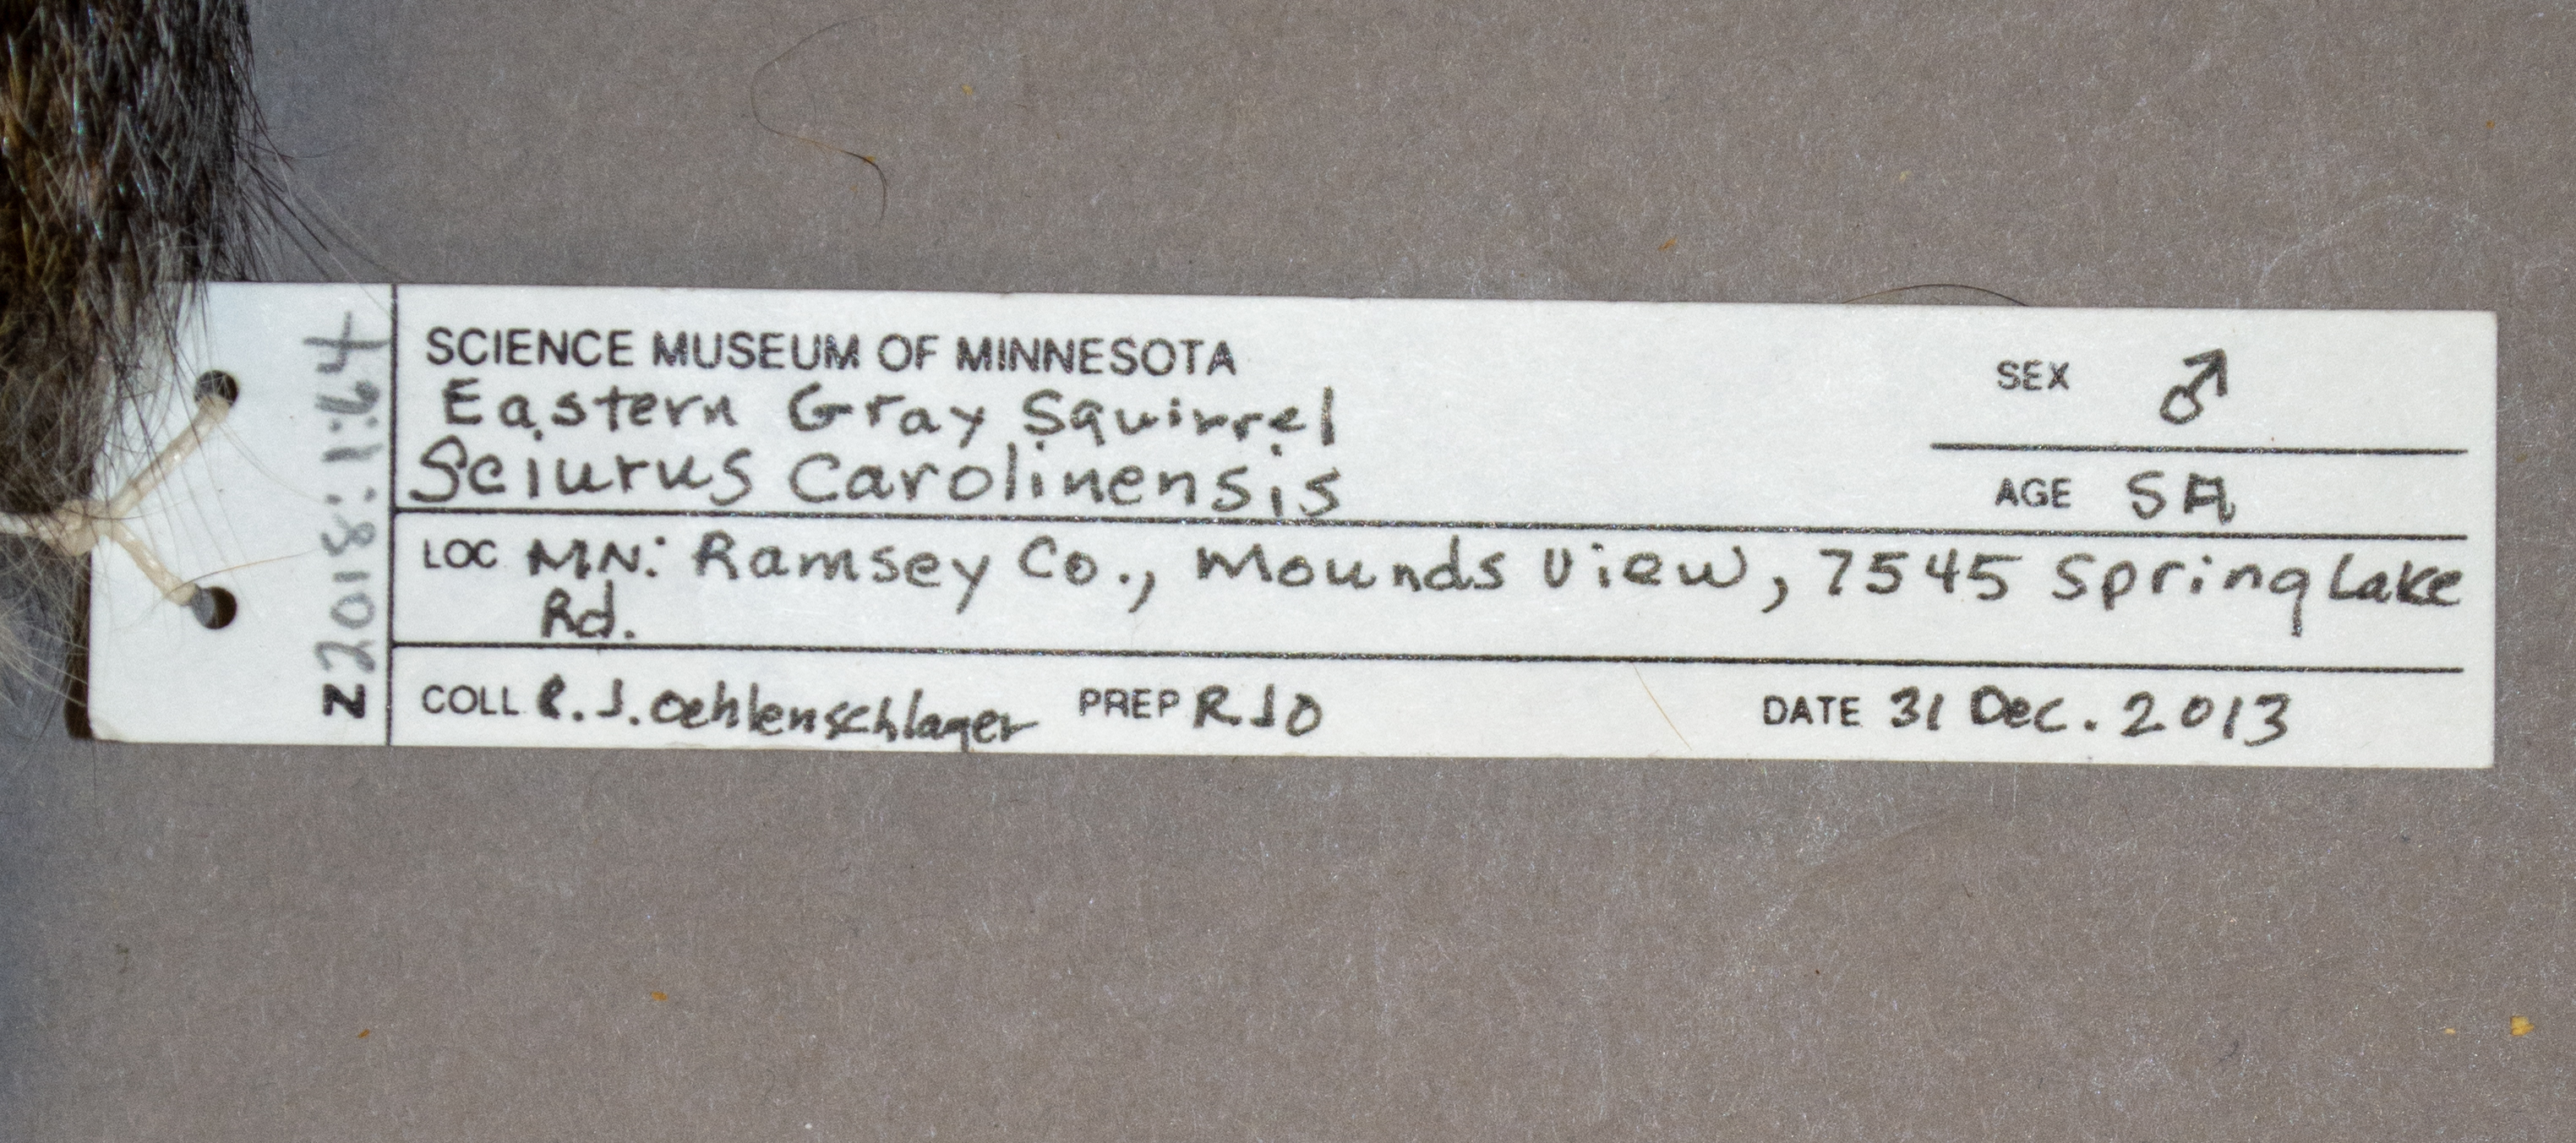 Z2018:1:64
SCIENCE MUSEUM OF MINNESOTA
Eastern Gray Squirrel
Sciurus carolinensis
SEX ♂
AGE SA
LOC MN: Ramsey Co., Mounds View, 7545 Spring Lake
Rd.
COLL R.J. Oehlenschlager PREP RJO DATE 31 Dec. 2013